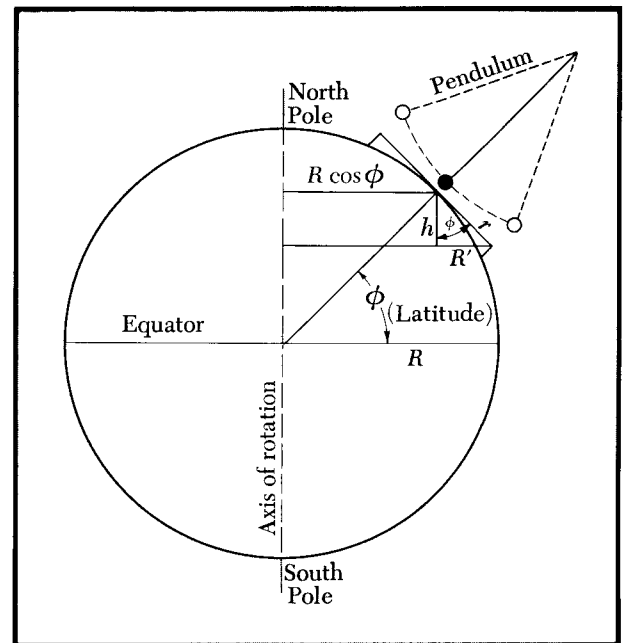 Pendulum
North
Pole
R cos ϕ
h
ϕ
r
R'
ϕ
(Latitude)
Equator
R
Axis of rotation
South
Pole